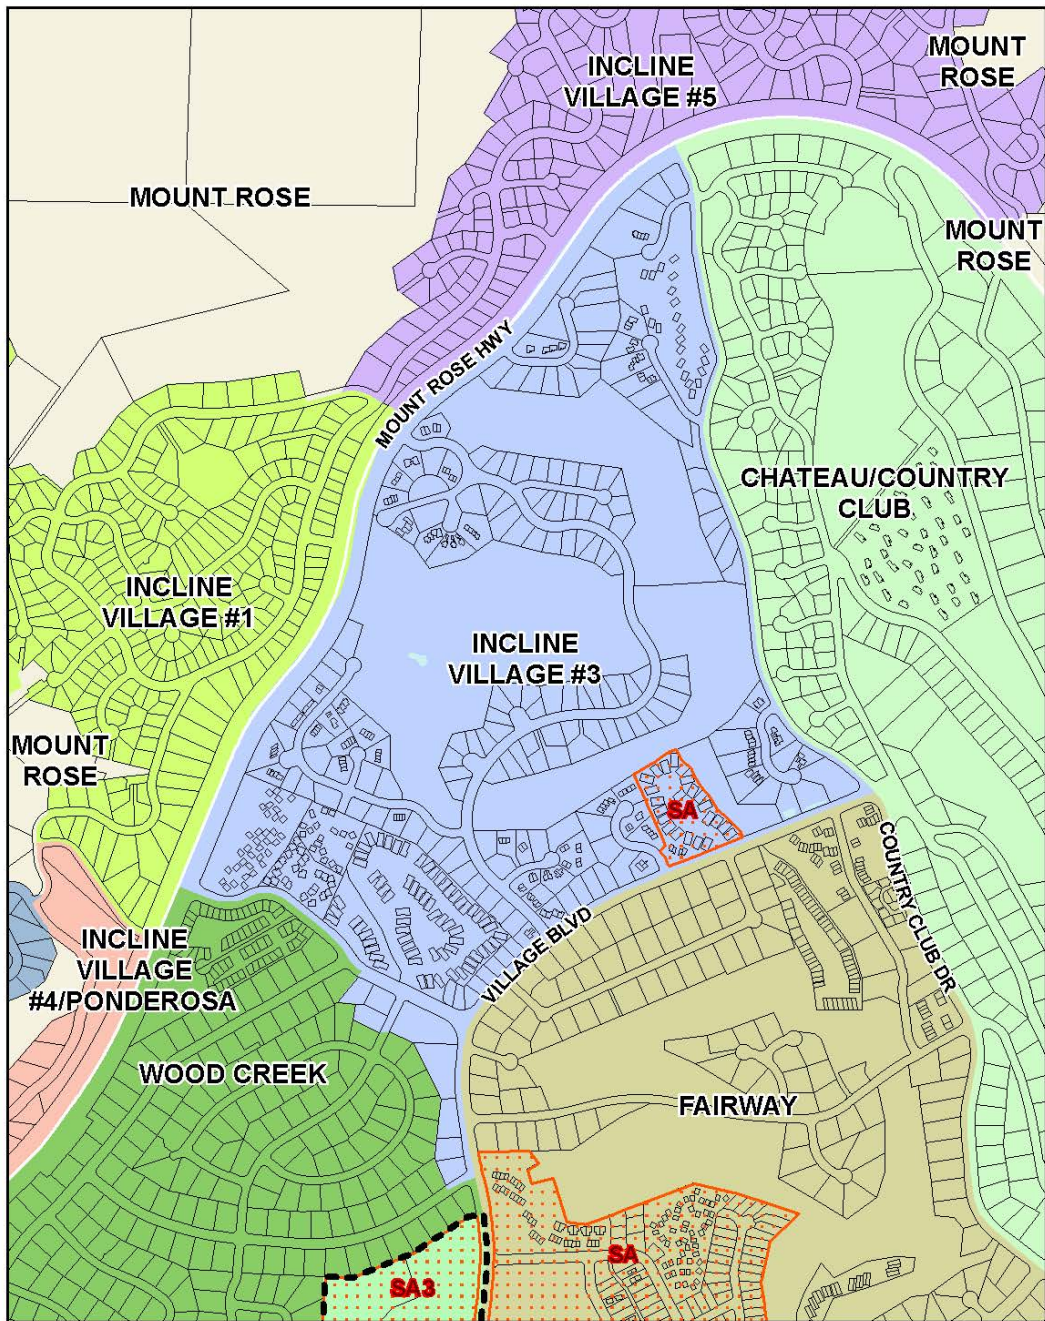 INCLINE
VILLAGE #5
MOUNT
ROSE
MOUNT ROSE
MOUNT
ROSE
MOUNT ROSE HWY
CHATEAU/COUNTRY
CLUB
INCLINE
VILLAGE #1
INCLINE
VILLAGE #3
MOUNT
ROSE
SA
COUNTRY CLUB DR
VILLAGE BLVD
INCLINE
VILLAGE
#4/PONDEROSA
WOOD CREEK
FAIRWAY
SA
SA3